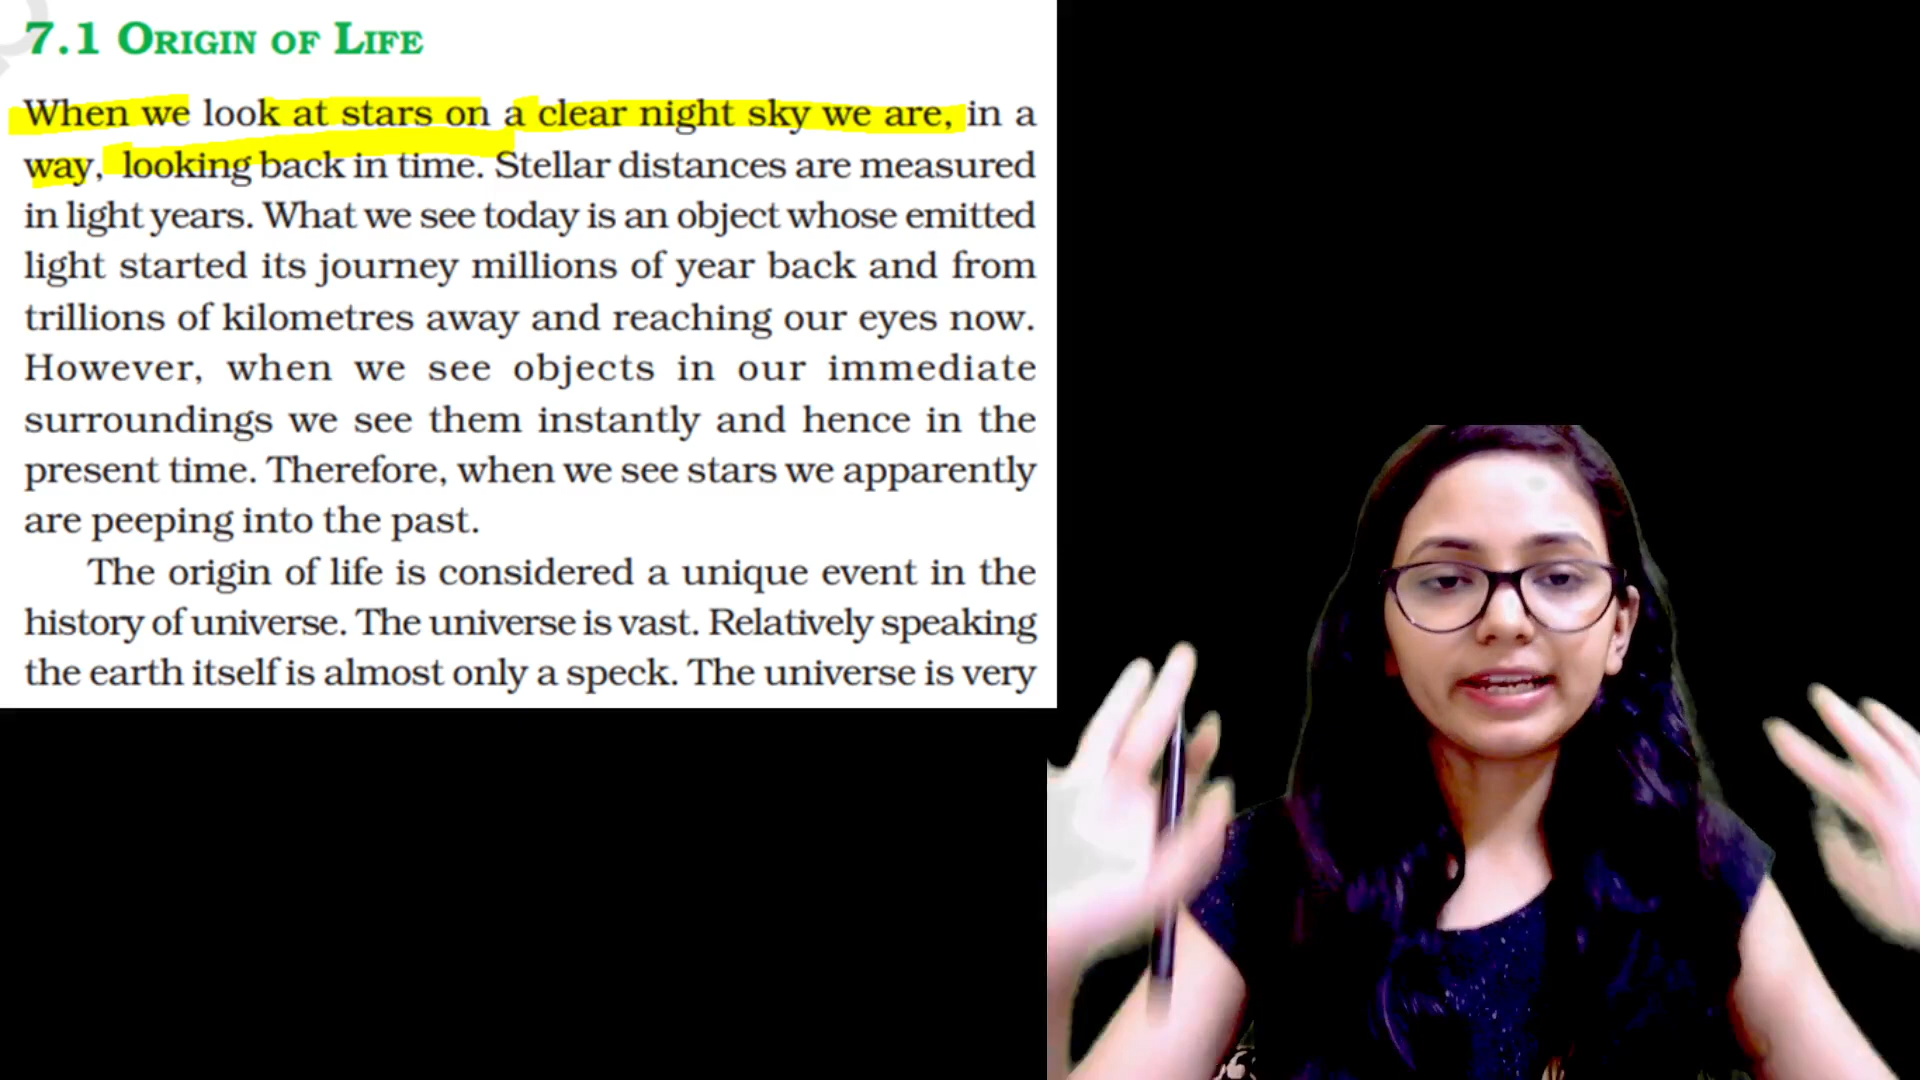 7.1 ORIGIN OF LIFE
When we look at stars on a clear night sky we are, in a
way, looking back in time. Stellar distances are measured
in light years. What we see today is an object whose emitted
light started its journey millions of year back and from
trillions of kilometres away and reaching our eyes now.
However, when we see objects in our immediate
surroundings we see them instantly and hence in the
present time. Therefore, when we see stars we apparently
are peeping into the past.
The origin of life is considered a unique event in the
history of universe. The universe is vast. Relatively speaking
the earth itself is almost only a speck. The universe is very